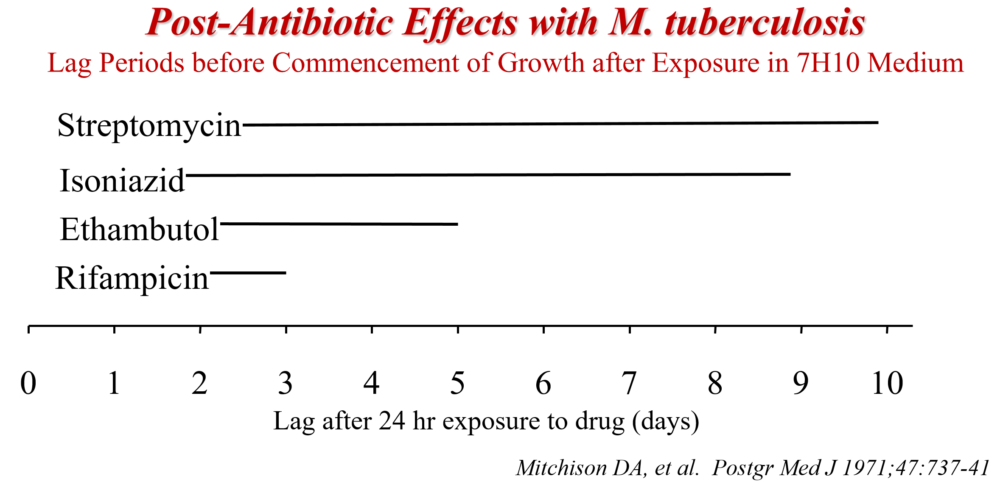 Post-Antibiotic Effects with M. tuberculosis
Lag Periods before Commencement of Growth after Exposure in 7H10 Medium
Streptomycin
Isoniazid
Ethambutol
Rifampicin
0 1 2 3 4 5 6 7 8 9 10
Lag after 24 hr exposure to drug (days)
Mitchison DA, et al.  Postgr Med J 1971;47:737-41